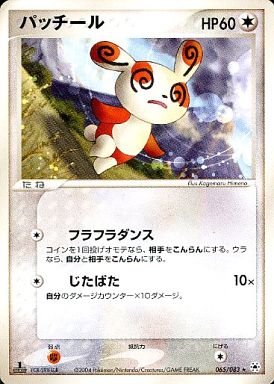 パッチール HP60
Illus. Kagemaru Himeno
たね
フラフラダンス
コインを1回投げオモテなら、相手をこんらんにする。ウラなら、自分と相手をこんらんにする。
じたばた 10×
自分のダメージカウンター×10ダメージ。
弱点 抵抗力 にげる
©2004 Pokémon/Nintendo/Creatures/GAME FREAK
065/083 ★